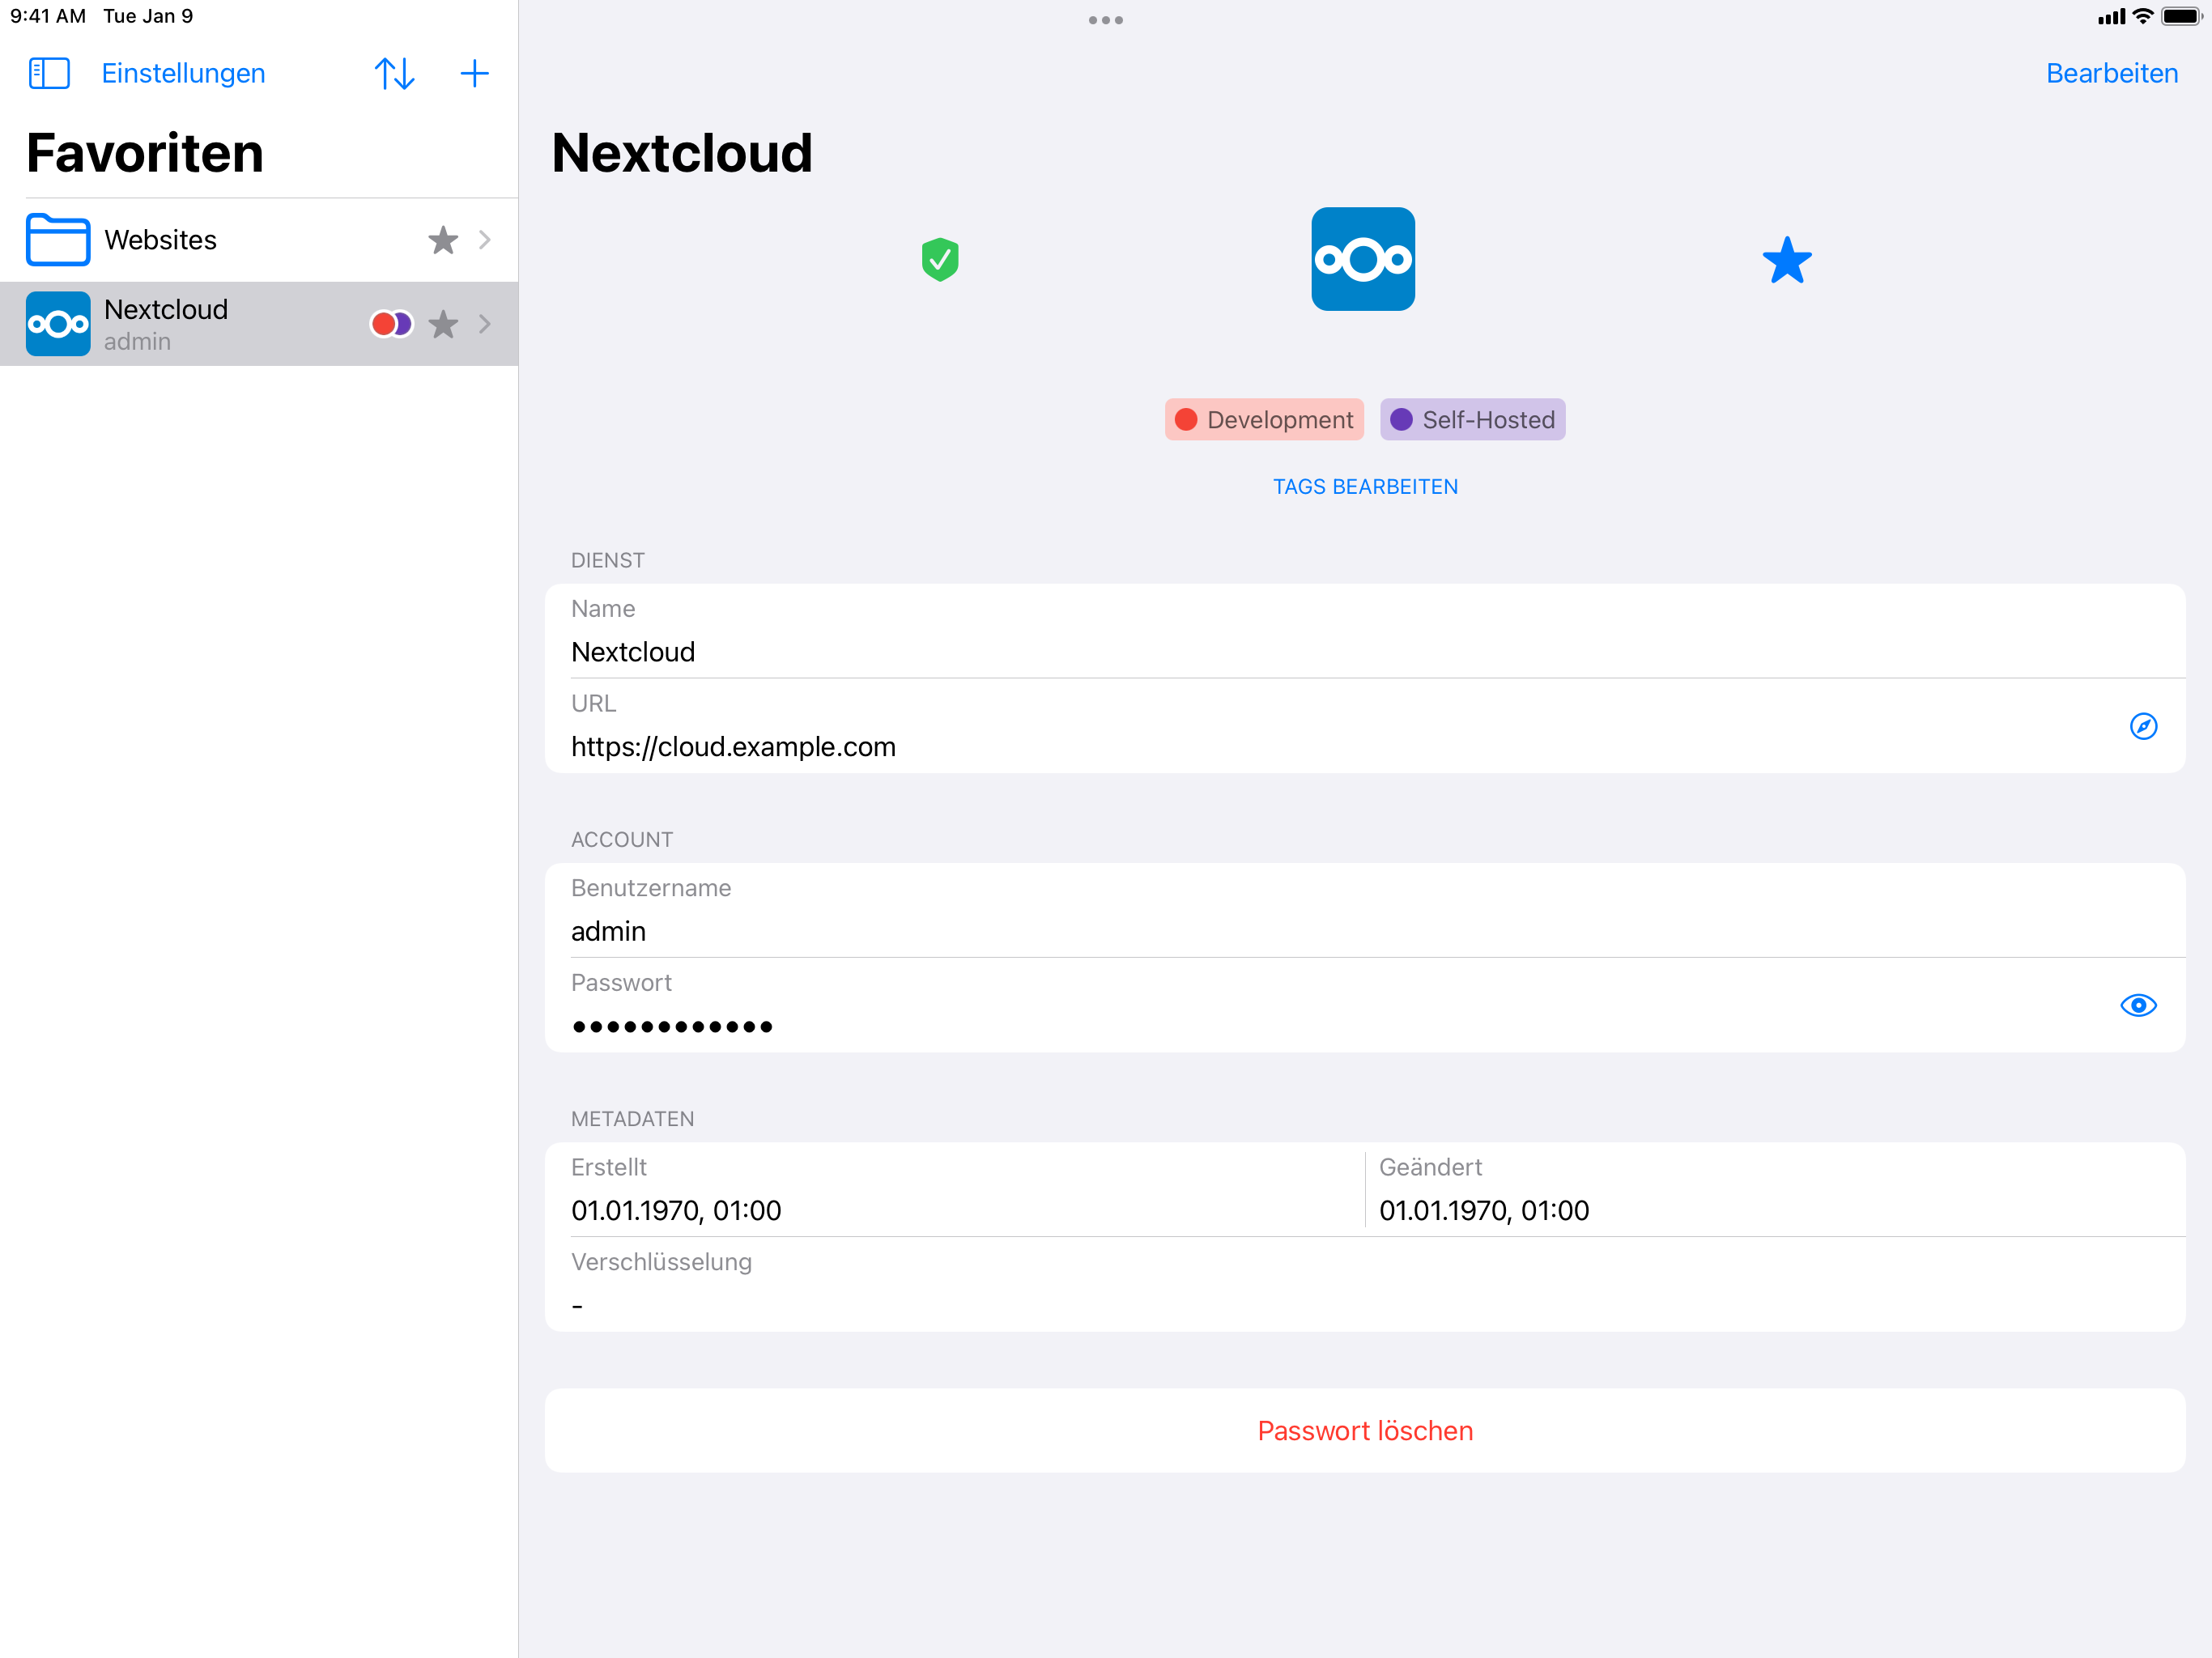 9:41 AM Tue Jan 9
Einstellungen
Favoriten
Websites
Nextcloud
admin
Bearbeiten
Nextcloud
Development Self-Hosted
TAGS BEARBEITEN
DIENST
Name
Nextcloud
URL
https://cloud.example.com
ACCOUNT
Benutzername
admin
Passwort
●●●●●●●●●●●●
METADATEN
Erstellt Geändert
01.01.1970, 01:00 01.01.1970, 01:00
Verschlüsselung
-
Passwort löschen